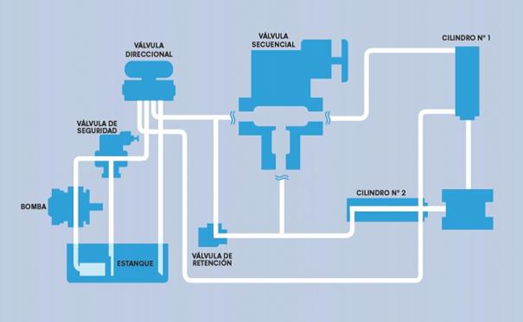 VÁLVULA
DIRECCIONAL
VÁLVULA
SECUENCIAL
CILINDRO N° 1
VÁLVULA DE
SEGURIDAD
BOMBA
CILINDRO N° 2
VÁLVULA DE
RETENCIÓN
ESTANQUE